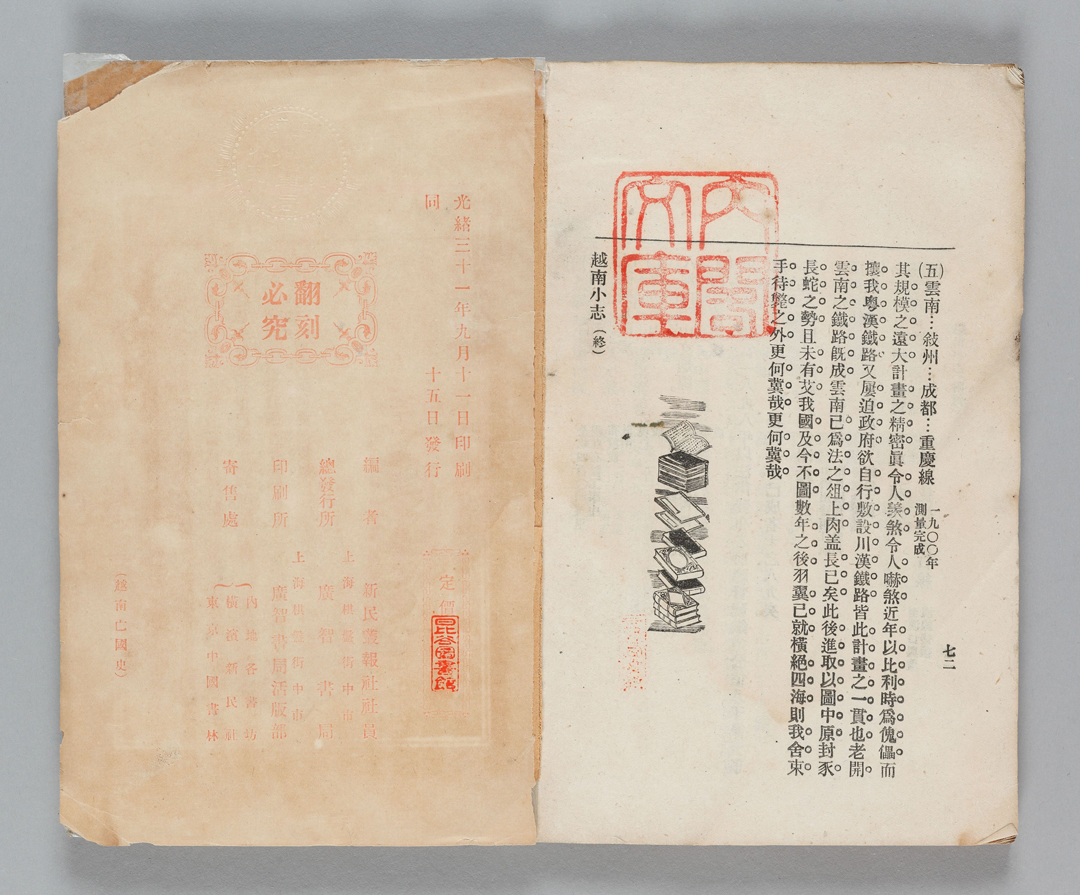 七二
(五)雲南…敍州…成都…重慶線
一九〇〇年
測量完成
其規模之遠大計畫之精密眞令人羨煞令人嚇煞近年以比利時爲傀儡而
攘我粤漢鐵路又屢迫政府欲自行敷設川漢鐵路皆此計畫之一貫也老開
雲南之鐵路旣成雲南已爲法之俎上肉盖長已矣此後進取以圖中原封豕
長蛇之勢且未有艾我國及今不圖數年之後羽翼已就橫絕四海則我舍束
手待斃之外更何冀哉更何冀哉
越南小志(終)
內閣
文庫
光緒三十一年九月十一日印刷
同 十五日發行
定價
翻刻
必究
編者 新民叢報社社員
總發行所 上海棋盤街中市 廣智書局
印刷所 上海棋盤街中市 廣智書局活版部
寄售處 內地各書坊
橫濱新民社
東京中國書林
(越南亡國史)